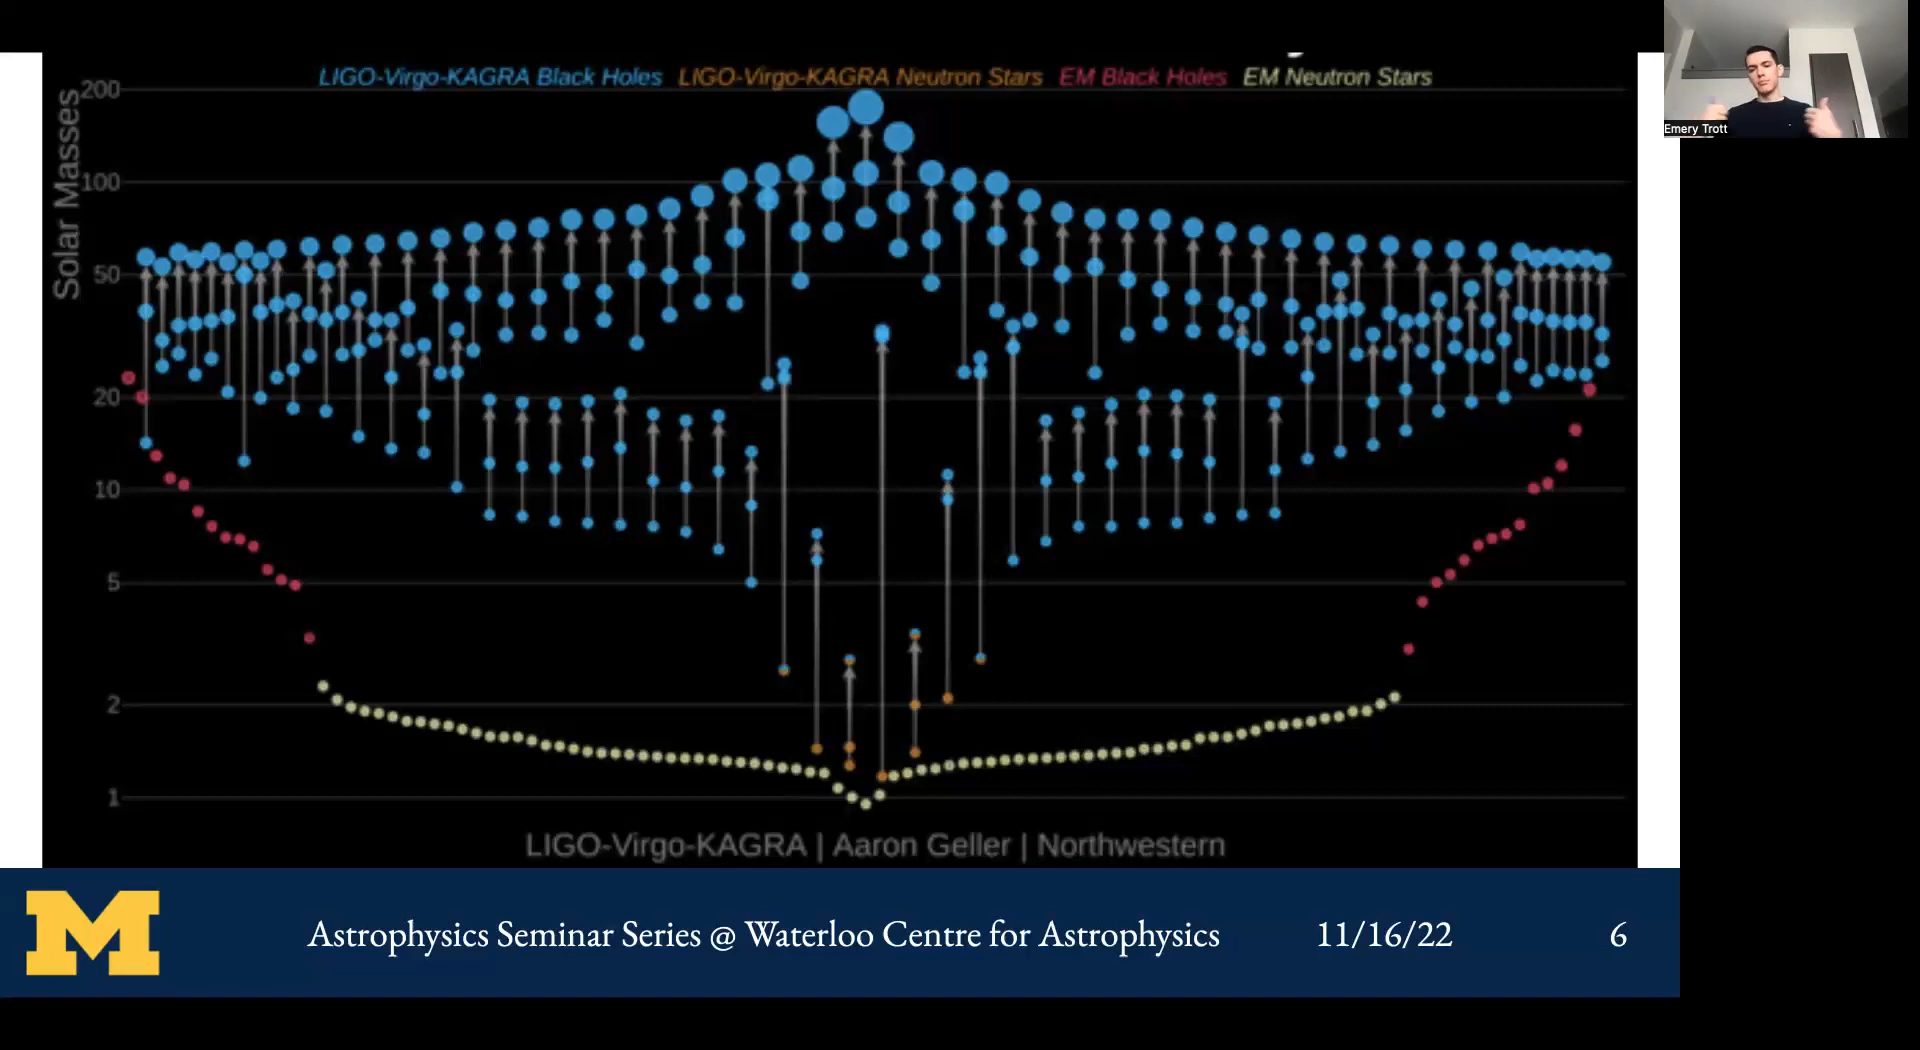 LIGO-Virgo-KAGRA Black Holes LIGO-Virgo-KAGRA Neutron Stars EM Black Holes EM Neutron Stars
Solar Masses
200
100
50
20
10
5
2
1
LIGO-Virgo-KAGRA | Aaron Geller | Northwestern
M
Astrophysics Seminar Series @ Waterloo Centre for Astrophysics 11/16/22 6
Emery Trott